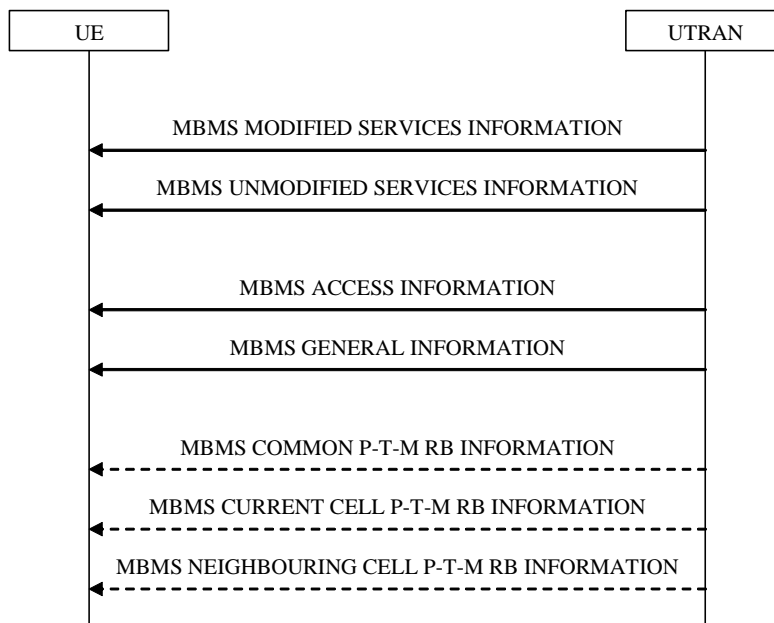 UE
UTRAN
MBMS MODIFIED SERVICES INFORMATION
MBMS UNMODIFIED SERVICES INFORMATION
MBMS ACCESS INFORMATION
MBMS GENERAL INFORMATION
MBMS COMMON P-T-M RB INFORMATION
MBMS CURRENT CELL P-T-M RB INFORMATION
MBMS NEIGHBOURING CELL P-T-M RB INFORMATION